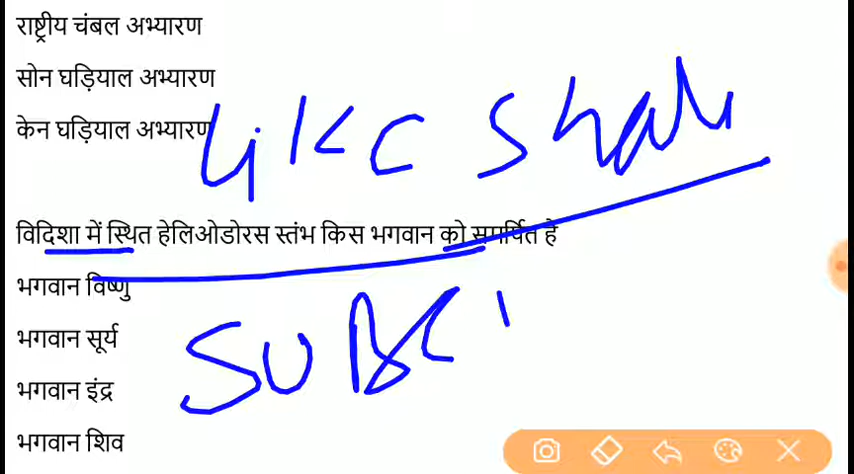 राष्ट्रीय चंबल अभ्यारण
सोन घड़ियाल अभ्यारण
केन घड़ियाल अभ्यारण
विदिशा में स्थित हेलिओडोरस स्तंभ किस भगवान को समर्पित है
भगवान विष्णु
भगवान सूर्य
भगवान इंद्र
भगवान शिव